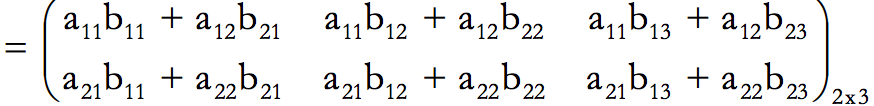 = ( a₁₁b₁₁ + a₁₂b₂₁ a₁₁b₁₂ + a₁₂b₂₂ a₁₁b₁₃ + a₁₂b₂₃
a₂₁b₁₁ + a₂₂b₂₁ a₂₁b₁₂ + a₂₂b₂₂ a₂₁b₁₃ + a₂₂b₂₃ )₂ₓ₃